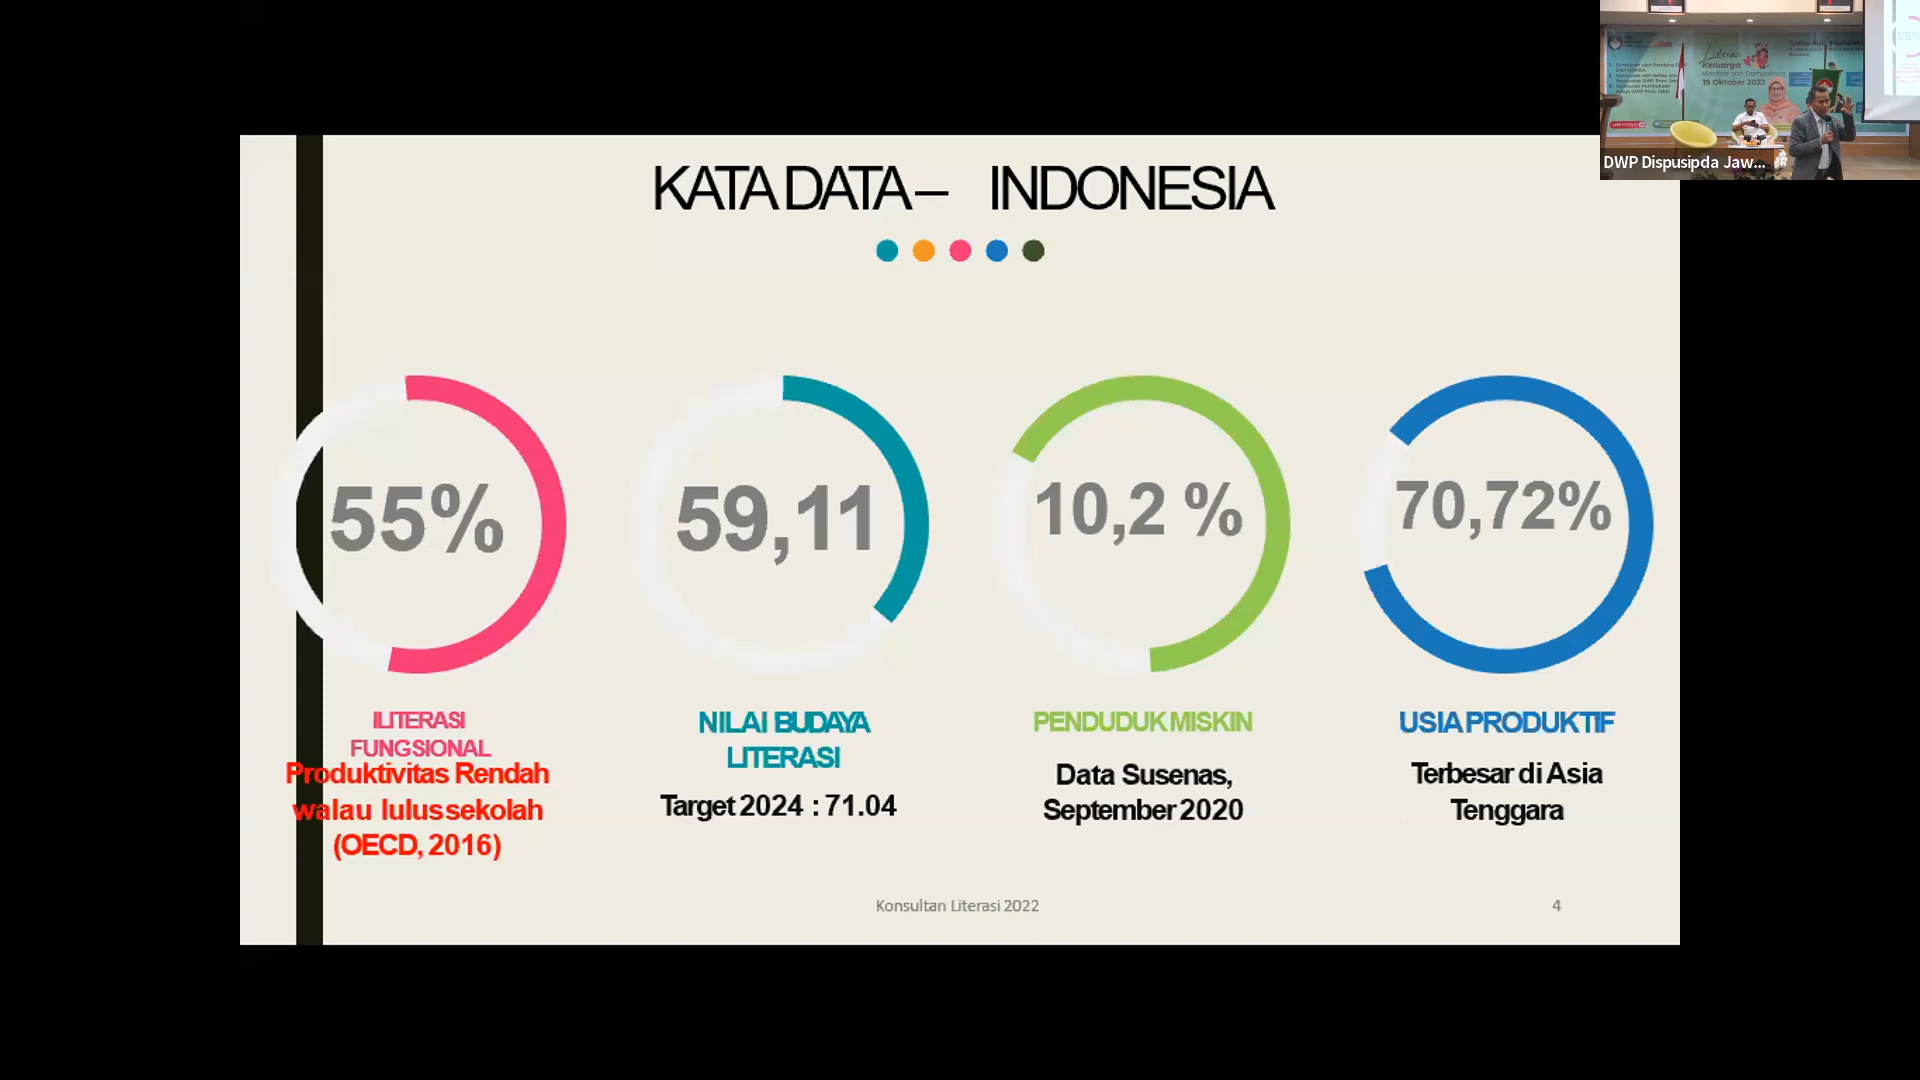 KATA DATA – INDONESIA
55%
59,11
10,2 %
70,72%
ILITERASI
FUNGSIONAL
Produktivitas Rendah
walau lulus sekolah
(OECD, 2016)
NILAI BUDAYA
LITERASI
Target 2024 : 71.04
PENDUDUK MISKIN
Data Susenas,
September 2020
USIA PRODUKTIF
Terbesar di Asia
Tenggara
Konsultan Literasi 2022
4
Keluarga
19 Oktober 2022
55%
DWP Dispusipda Jaw...